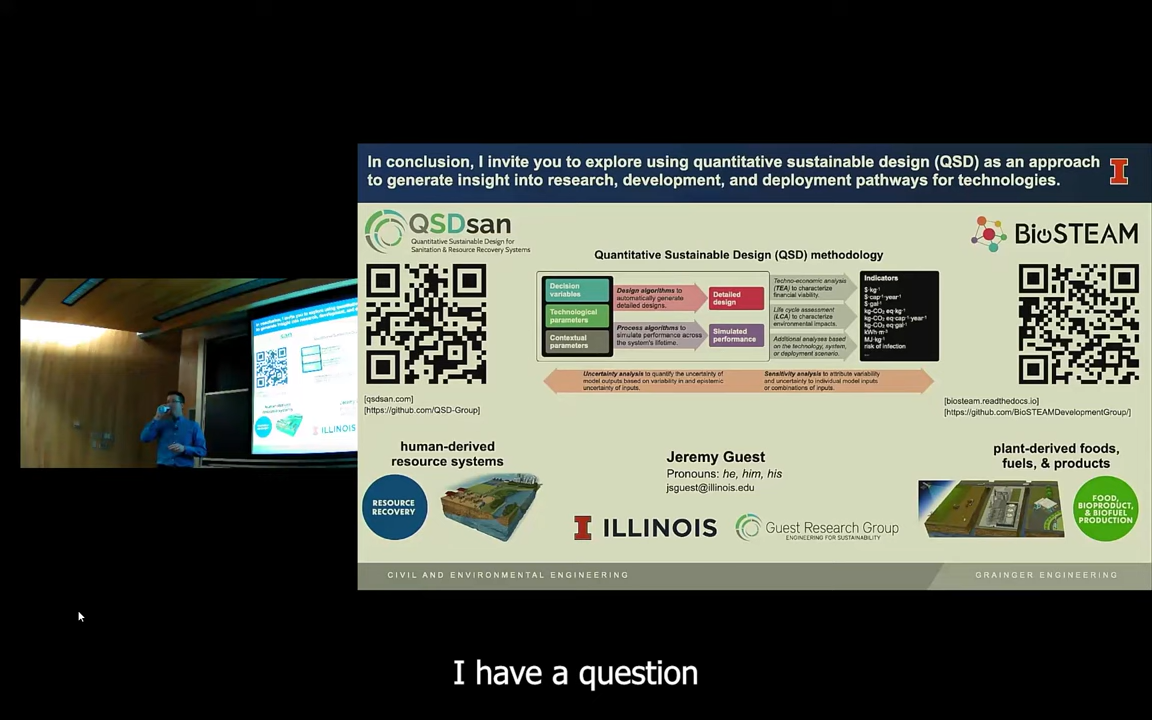 In conclusion, I invite you to explore using quantitative sustainable design (QSD) as an approach
to generate insight into research, development, and deployment pathways for technologies.
QSDsan
Quantitative Sustainable Design for
Sanitation & Resource Recovery Systems
BioSTEAM
Quantitative Sustainable Design (QSD) methodology
Decision
variables
Technological
parameters
Contextual
parameters
Design algorithms to
automatically generate
detailed designs.
Process algorithms to
simulate performance across
the system's lifetime.
Detailed
design
Simulated
performance
Techno-economic analysis
(TEA) to characterize
financial viability.
Life cycle assessment
(LCA) to characterize
environmental impacts.
Additional analyses based
on the technology, system,
or deployment scenario.
Indicators
$·kg⁻¹
$·cap⁻¹·year⁻¹
$·gal⁻¹
kg-CO₂ eq·kg⁻¹
kg-CO₂ eq·cap⁻¹·year⁻¹
kg-CO₂ eq·gal⁻¹
kWh·m⁻³
MJ·kg⁻¹
risk of infection
...
Uncertainty analysis to quantify the uncertainty of
model outputs based on variability in and epistemic
uncertainty of inputs.
Sensitivity analysis to attribute variability
and uncertainty to individual model inputs
or combinations of inputs.
[qsdsan.com]
[https://github.com/QSD-Group]
[biosteam.readthedocs.io]
[https://github.com/BioSTEAMDevelopmentGroup/]
human-derived
resource systems
RESOURCE
RECOVERY
Jeremy Guest
Pronouns: he, him, his
jsguest@illinois.edu
I ILLINOIS
Guest Research Group
ENGINEERING FOR SUSTAINABILITY
plant-derived foods,
fuels, & products
FOOD,
BIOPRODUCT,
& BIOFUEL
PRODUCTION
CIVIL AND ENVIRONMENTAL ENGINEERING
GRAINGER ENGINEERING
ILLINOIS
I have a question